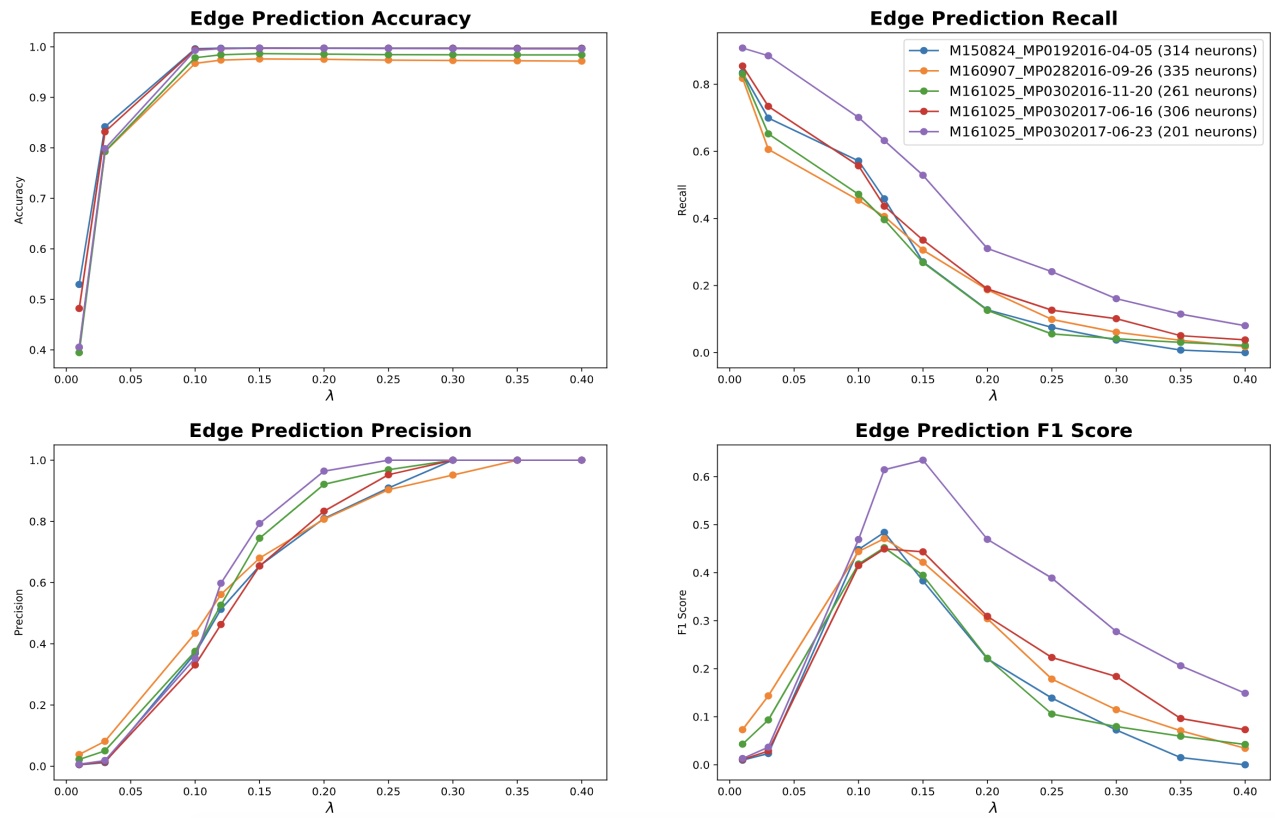 Edge Prediction Accuracy
1.0
0.9
0.8
0.7
0.6
0.5
0.4
Accuracy
0.00 0.05 0.10 0.15 0.20 0.25 0.30 0.35 0.40
λ
Edge Prediction Recall
M150824_MP0192016-04-05 (314 neurons)
M160907_MP0282016-09-26 (335 neurons)
M161025_MP0302016-11-20 (261 neurons)
M161025_MP0302017-06-16 (306 neurons)
M161025_MP0302017-06-23 (201 neurons)
0.8
0.6
0.4
0.2
0.0
Recall
0.00 0.05 0.10 0.15 0.20 0.25 0.30 0.35 0.40
λ
Edge Prediction Precision
1.0
0.8
0.6
0.4
0.2
0.0
Precision
0.00 0.05 0.10 0.15 0.20 0.25 0.30 0.35 0.40
λ
Edge Prediction F1 Score
0.6
0.5
0.4
0.3
0.2
0.1
0.0
F1 Score
0.00 0.05 0.10 0.15 0.20 0.25 0.30 0.35 0.40
λ